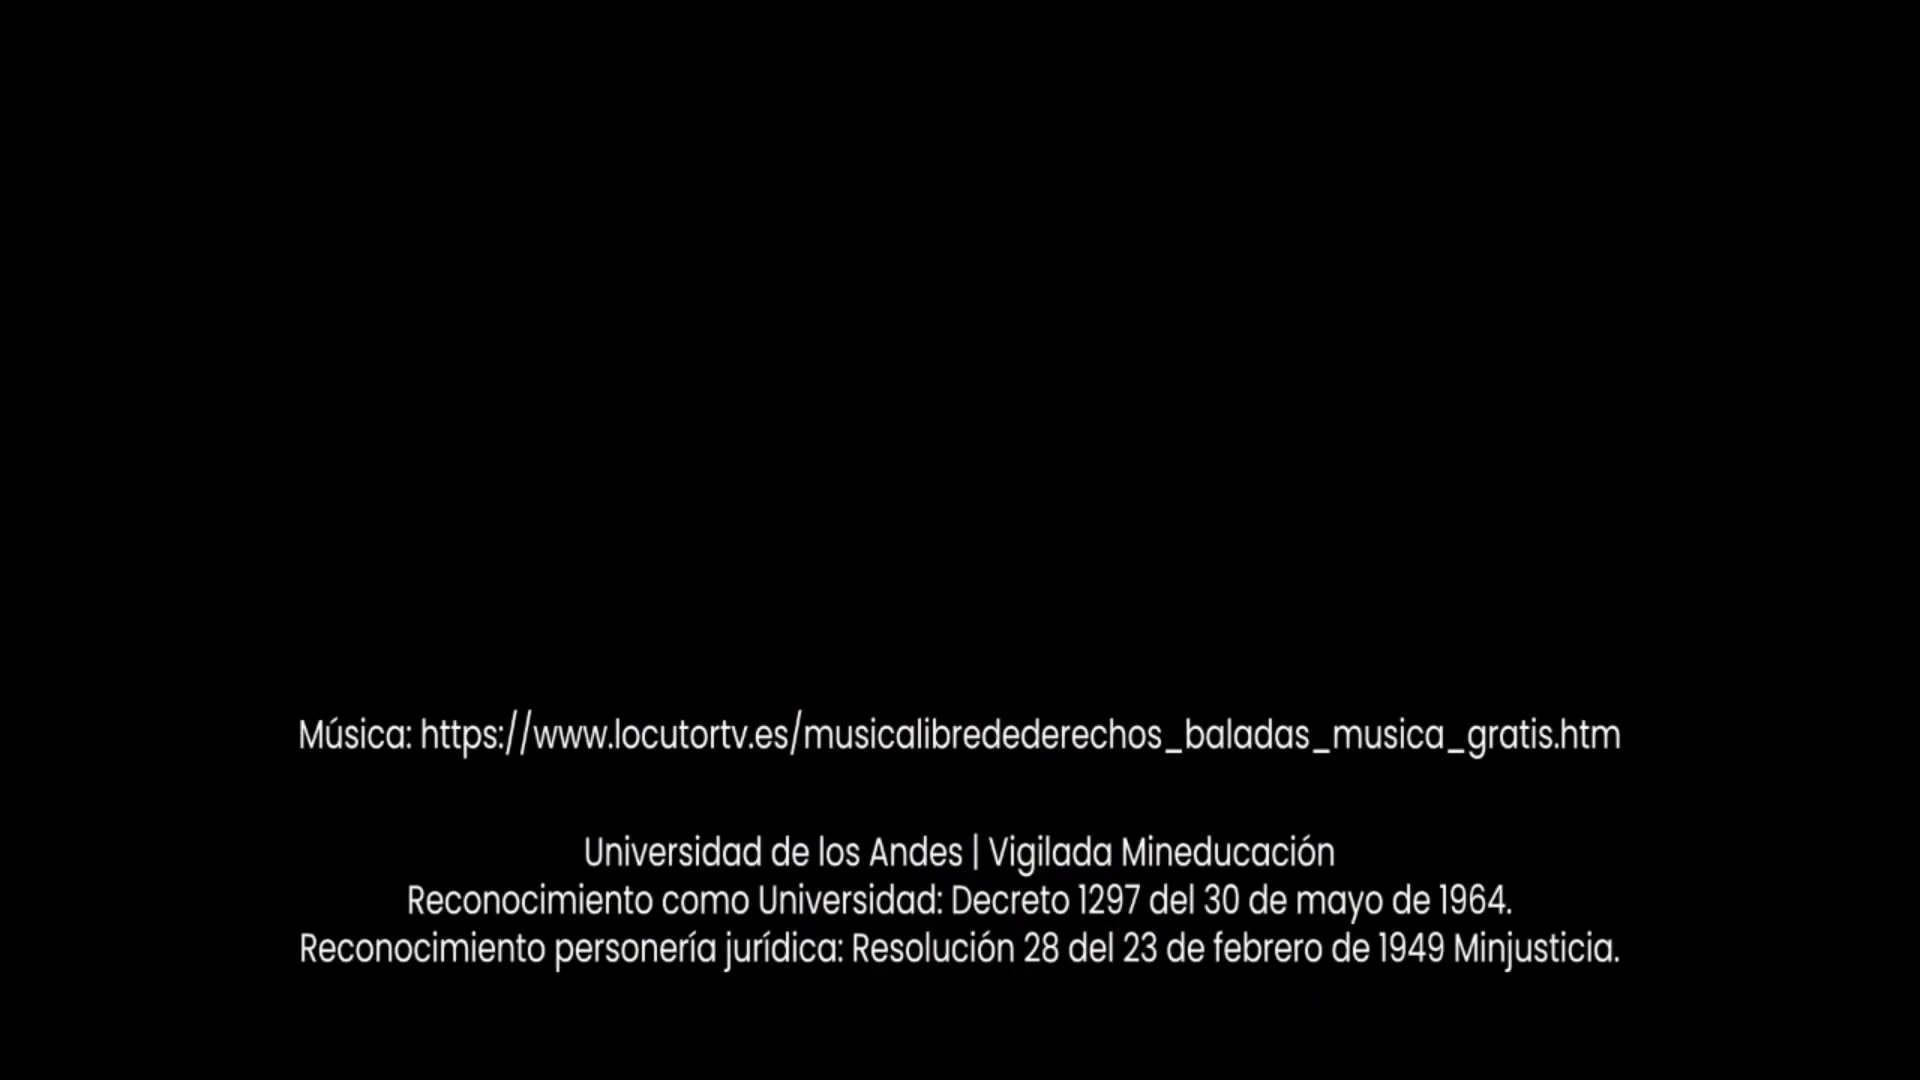 Música: https://www.locutortv.es/musicalibredederechos_baladas_musica_gratis.htm
Universidad de los Andes | Vigilada Mineducación
Reconocimiento como Universidad: Decreto 1297 del 30 de mayo de 1964.
Reconocimiento personería jurídica: Resolución 28 del 23 de febrero de 1949 Minjusticia.